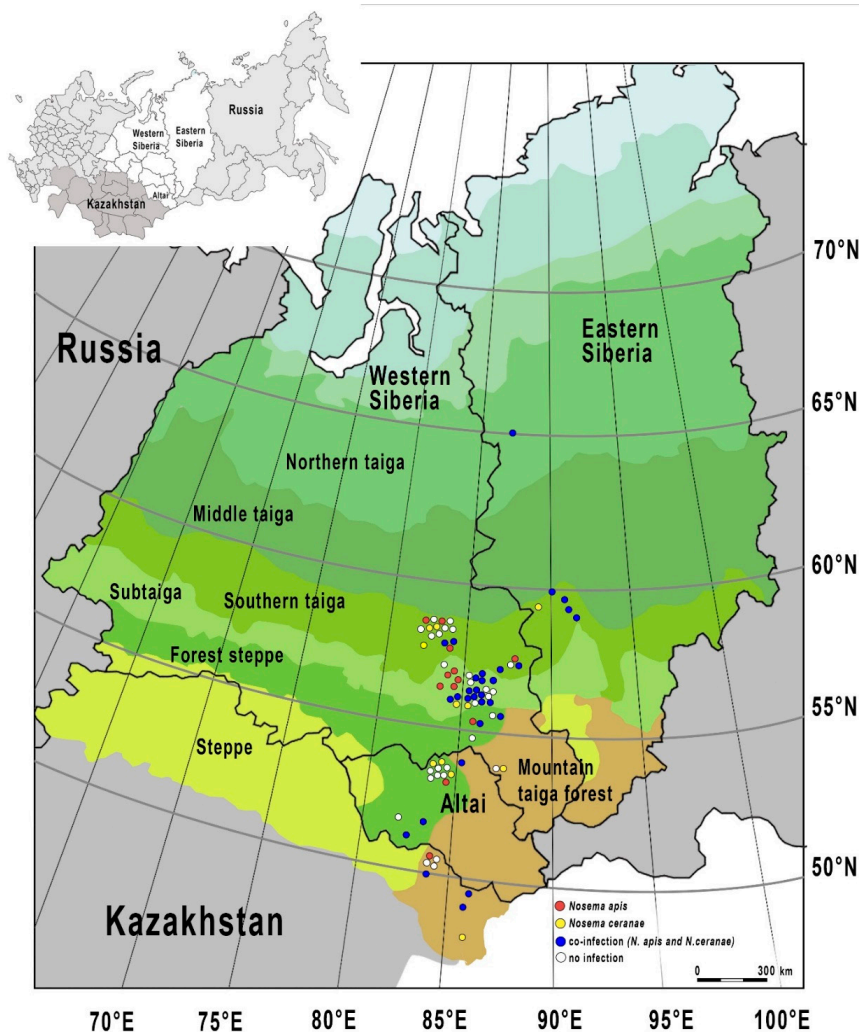 Russia
Western
Siberia
Eastern
Siberia
Altai
Kazakhstan
70°N
Russia
Eastern
Siberia
Western
Siberia
65°N
Northern taiga
Middle taiga
60°N
Subtaiga
Southern taiga
Forest steppe
55°N
Steppe
Mountain
taiga forest
Altai
50°N
Kazakhstan
Nosema apis
Nosema ceranae
co-infection (N. apis and N.ceranae)
no infection
0 300 km
70°E 75°E 80°E 85°E 90°E 95°E 100°E